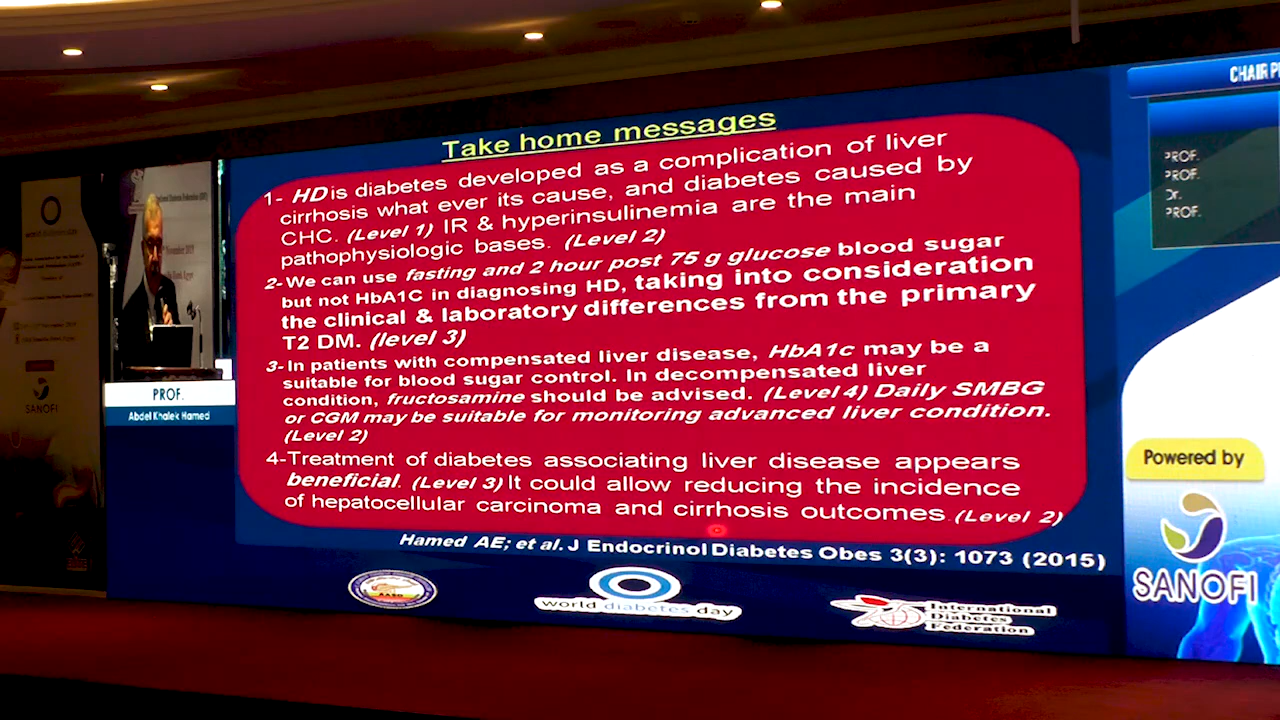 CHAIR
PROF.
PROF.
Dr.
PROF.
Take home messages
1- HD is diabetes developed as a complication of liver
cirrhosis what ever its cause, and diabetes caused by
CHC. (Level 1) IR & hyperinsulinemia are the main
pathophysiologic bases. (Level 2)
2- We can use fasting and 2 hour post 75 g glucose blood sugar
but not HbA1C in diagnosing HD, taking into consideration
the clinical & laboratory differences from the primary
T2 DM. (level 3)
3- In patients with compensated liver disease, HbA1c may be a
suitable for blood sugar control. In decompensated liver
condition, fructosamine should be advised. (Level 4) Daily SMBG
or CGM may be suitable for monitoring advanced liver condition.
(Level 2)
4-Treatment of diabetes associating liver disease appears
beneficial. (Level 3) It could allow reducing the incidence
of hepatocellular carcinoma and cirrhosis outcomes. (Level 2)
Hamed AE; et al. J Endocrinol Diabetes Obes 3(3): 1073 (2015)
world diabetes day
International
Diabetes
Federation
PROF.
Abdel Khalek Hamed
SANOFI
Powered by
SANOFI